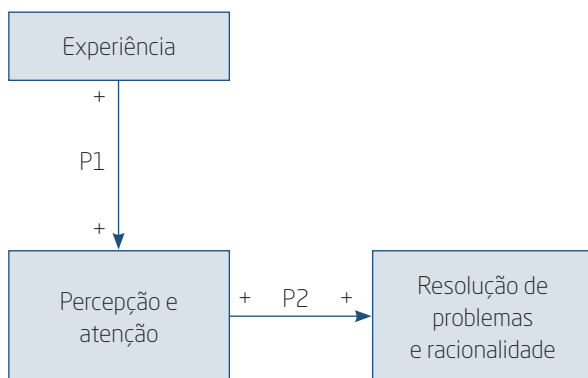 Experiência
+
P1
+
Percepção e
atenção
+ P2 +
Resolução de
problemas
e racionalidade